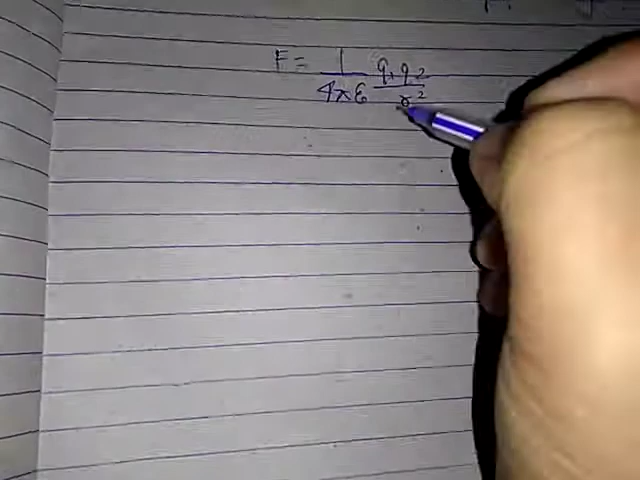 F = 1/4πε q₁q₂/r²